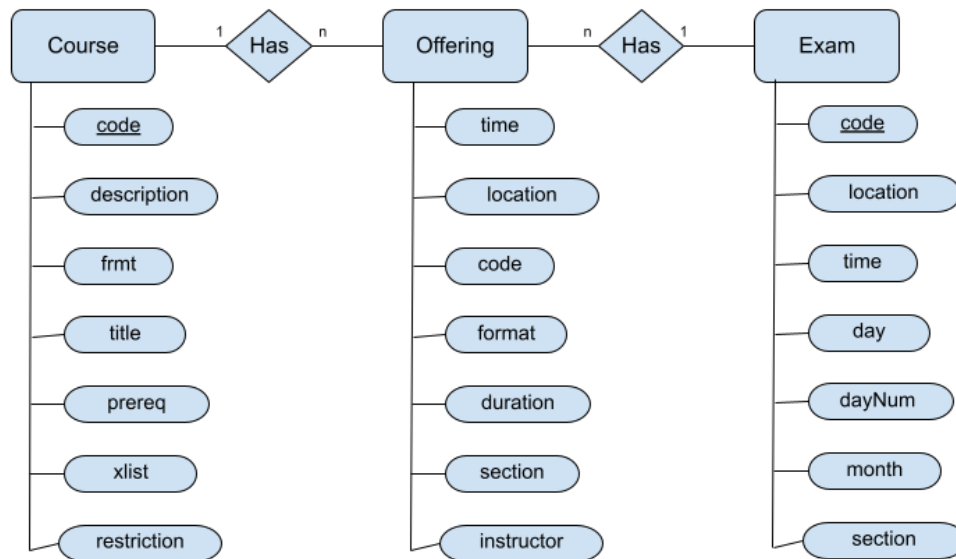 Course
1
Has
n
Offering
n
Has
1
Exam
code
description
frmt
title
prereq
xlist
restriction
time
location
code
format
duration
section
instructor
code
location
time
day
dayNum
month
section